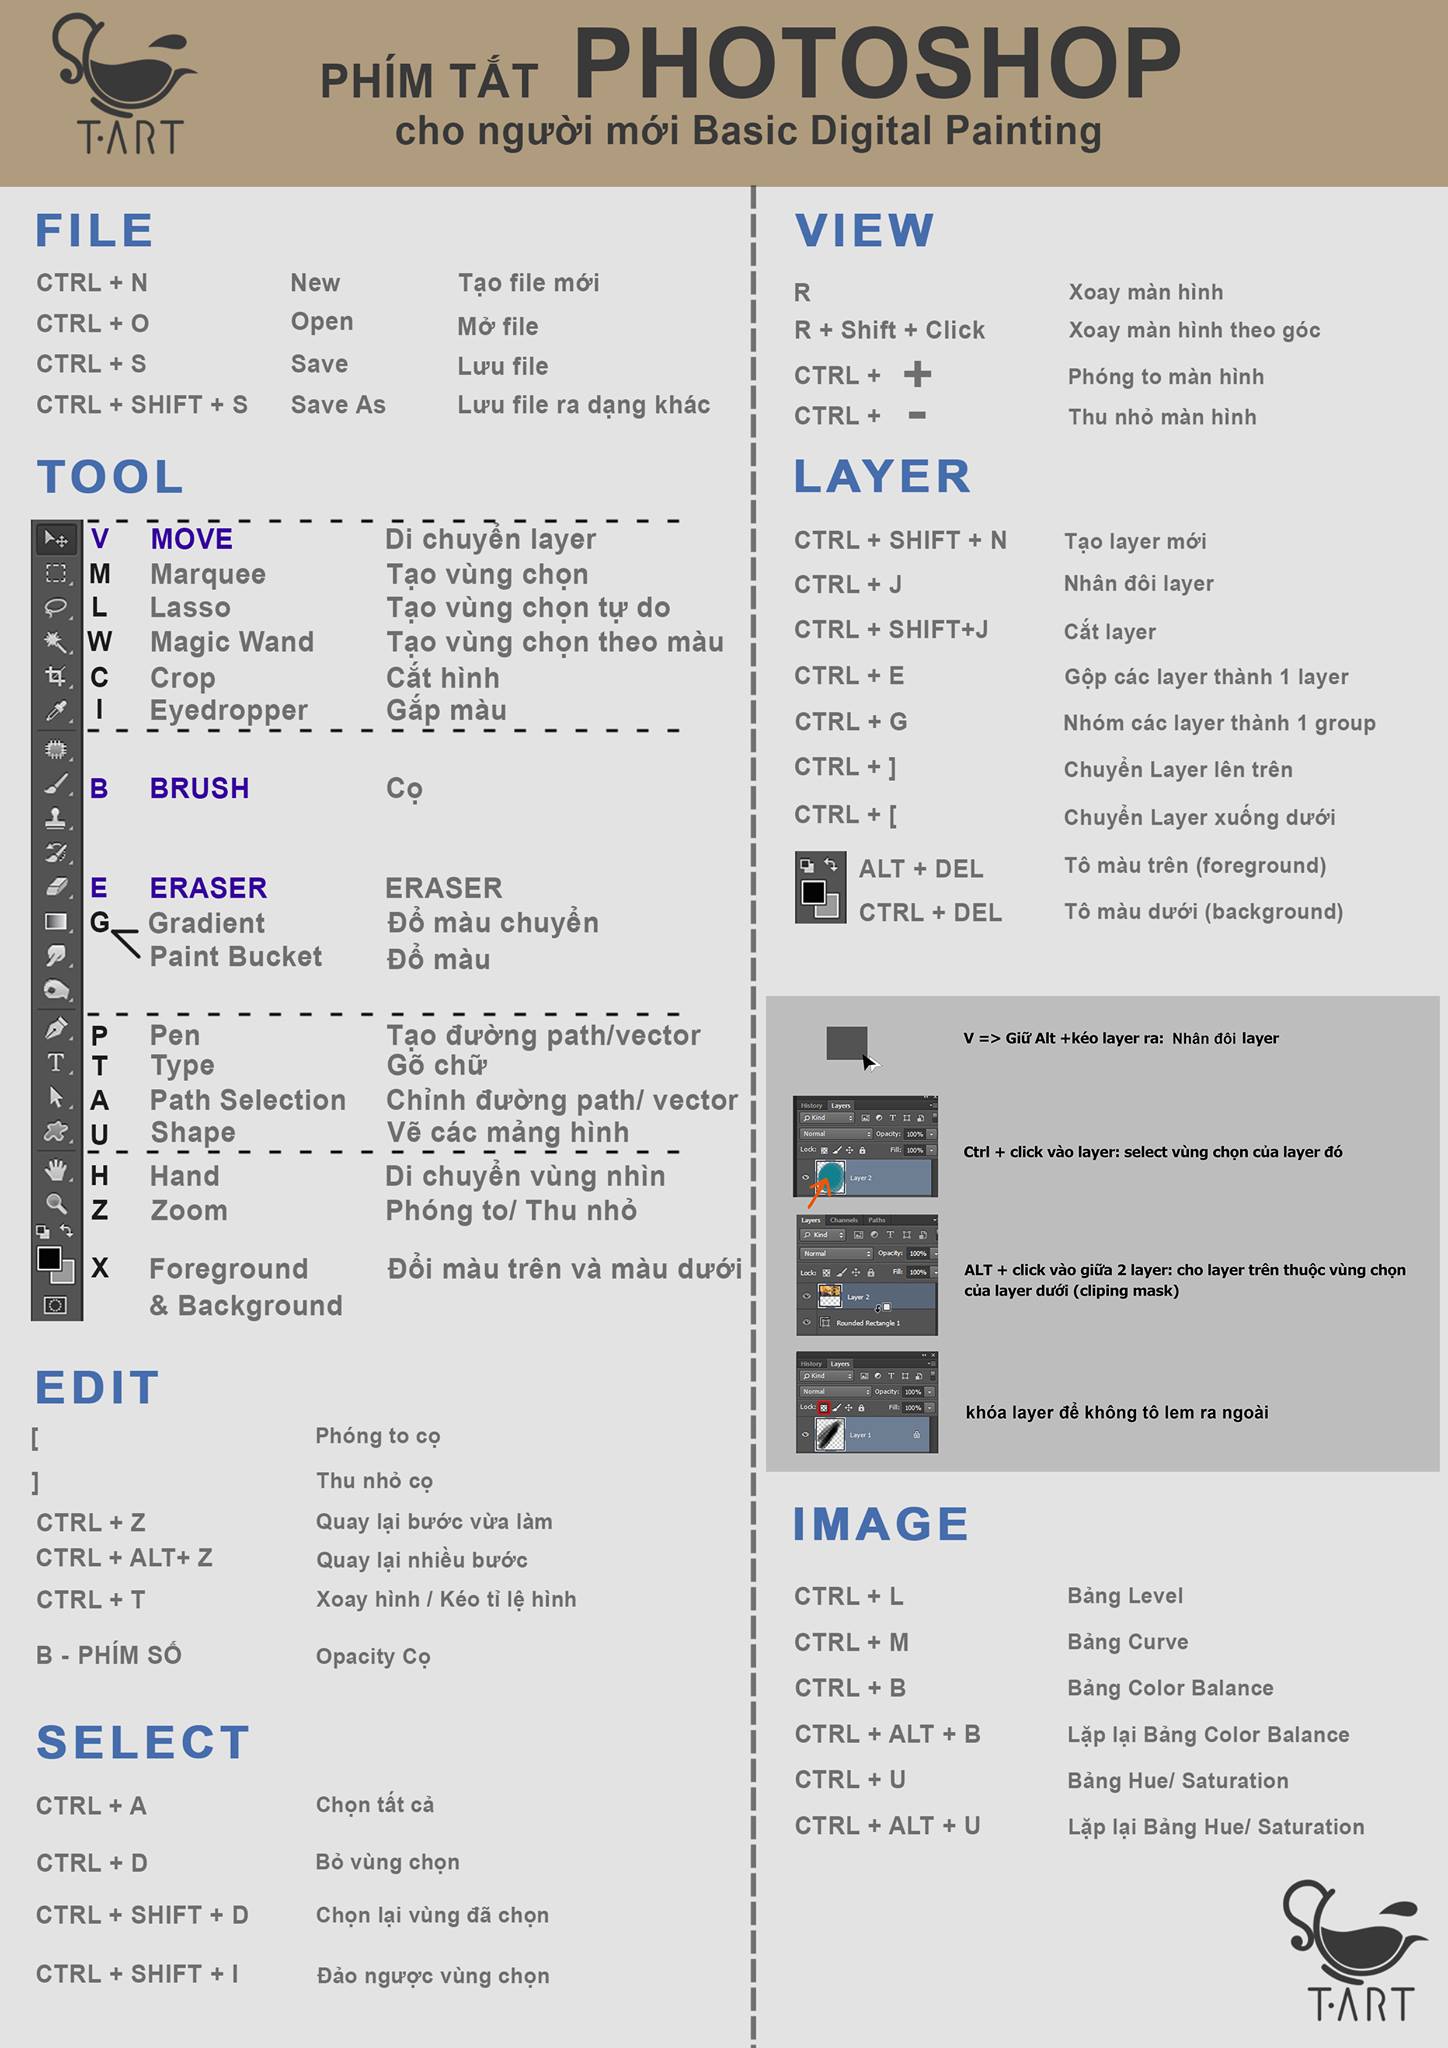 T·ART
PHÍM TẮT PHOTOSHOP
cho người mới Basic Digital Painting
FILE
CTRL + N New Tạo file mới
CTRL + O Open Mở file
CTRL + S Save Lưu file
CTRL + SHIFT + S Save As Lưu file ra dạng khác
TOOL
V MOVE Di chuyển layer
M Marquee Tạo vùng chọn
L Lasso Tạo vùng chọn tự do
W Magic Wand Tạo vùng chọn theo màu
C Crop Cắt hình
I Eyedropper Gắp màu
B BRUSH Cọ
E ERASER ERASER
G Gradient Đổ màu chuyển
Paint Bucket Đổ màu
P Pen Tạo đường path/vector
T T Type Gõ chữ
A Path Selection Chỉnh đường path/ vector
U Shape Vẽ các mảng hình
H Hand Di chuyển vùng nhìn
Z Zoom Phóng to/ Thu nhỏ
X Foreground Đổi màu trên và màu dưới
& Background
EDIT
[ Phóng to cọ
] Thu nhỏ cọ
CTRL + Z Quay lại bước vừa làm
CTRL + ALT+ Z Quay lại nhiều bước
CTRL + T Xoay hình / Kéo tỉ lệ hình
B - PHÍM SỐ Opacity Cọ
SELECT
CTRL + A Chọn tất cả
CTRL + D Bỏ vùng chọn
CTRL + SHIFT + D Chọn lại vùng đã chọn
CTRL + SHIFT + I Đảo ngược vùng chọn
VIEW
R Xoay màn hình
R + Shift + Click Xoay màn hình theo góc
CTRL + + Phóng to màn hình
CTRL + - Thu nhỏ màn hình
LAYER
CTRL + SHIFT + N Tạo layer mới
CTRL + J Nhân đôi layer
CTRL + SHIFT+J Cắt layer
CTRL + E Gộp các layer thành 1 layer
CTRL + G Nhóm các layer thành 1 group
CTRL + ] Chuyển Layer lên trên
CTRL + [ Chuyển Layer xuống dưới
ALT + DEL Tô màu trên (foreground)
CTRL + DEL Tô màu dưới (background)
V => Giữ Alt +kéo layer ra: Nhân đôi layer
History Layers
Kind
Normal Opacity: 100%
Lock: Fill: 100%
Layer 2
Ctrl + click vào layer: select vùng chọn của layer đó
Layers Channels Paths
Kind
Normal Opacity: 100%
Lock: Fill: 100%
Layer 2
Rounded Rectangle 1
ALT + click vào giữa 2 layer: cho layer trên thuộc vùng chọn
của layer dưới (cliping mask)
History Layers
Kind
Normal Opacity: 100%
Lock: Fill: 100%
Layer 1
khóa layer để không tô lem ra ngoài
IMAGE
CTRL + L Bảng Level
CTRL + M Bảng Curve
CTRL + B Bảng Color Balance
CTRL + ALT + B Lặp lại Bảng Color Balance
CTRL + U Bảng Hue/ Saturation
CTRL + ALT + U Lặp lại Bảng Hue/ Saturation
T·ART